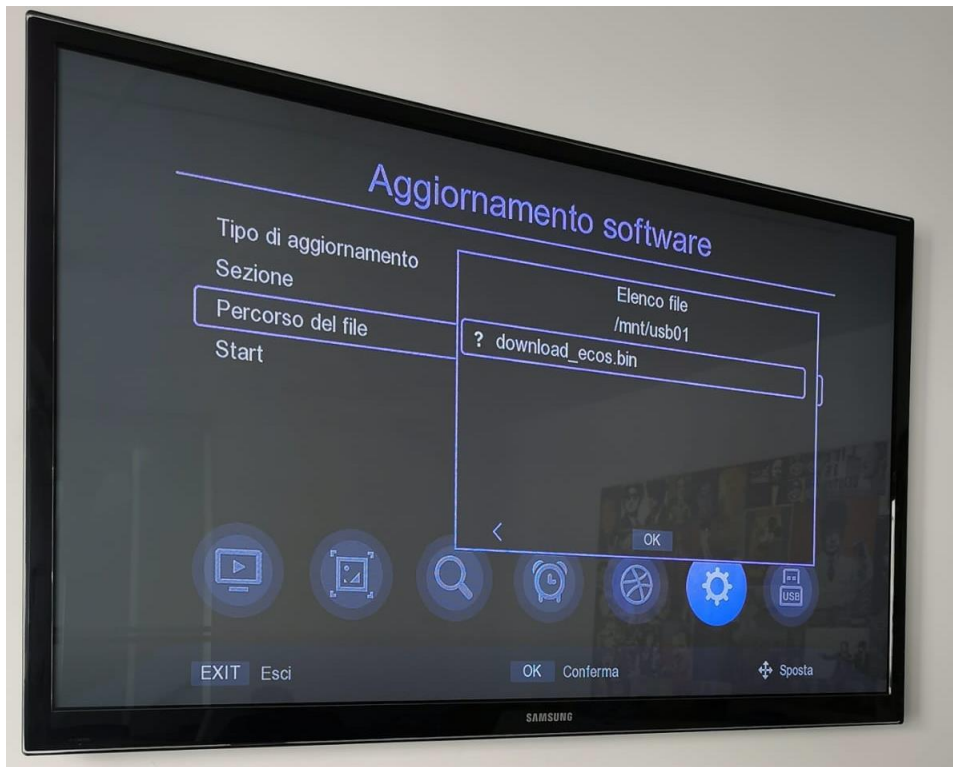 Aggiornamento software
Tipo di aggiornamento
Sezione
Percorso del file
Start
Elenco file
/mnt/usb01
? download_ecos.bin
OK
USB
EXIT Esci
OK Conferma
Sposta
SAMSUNG